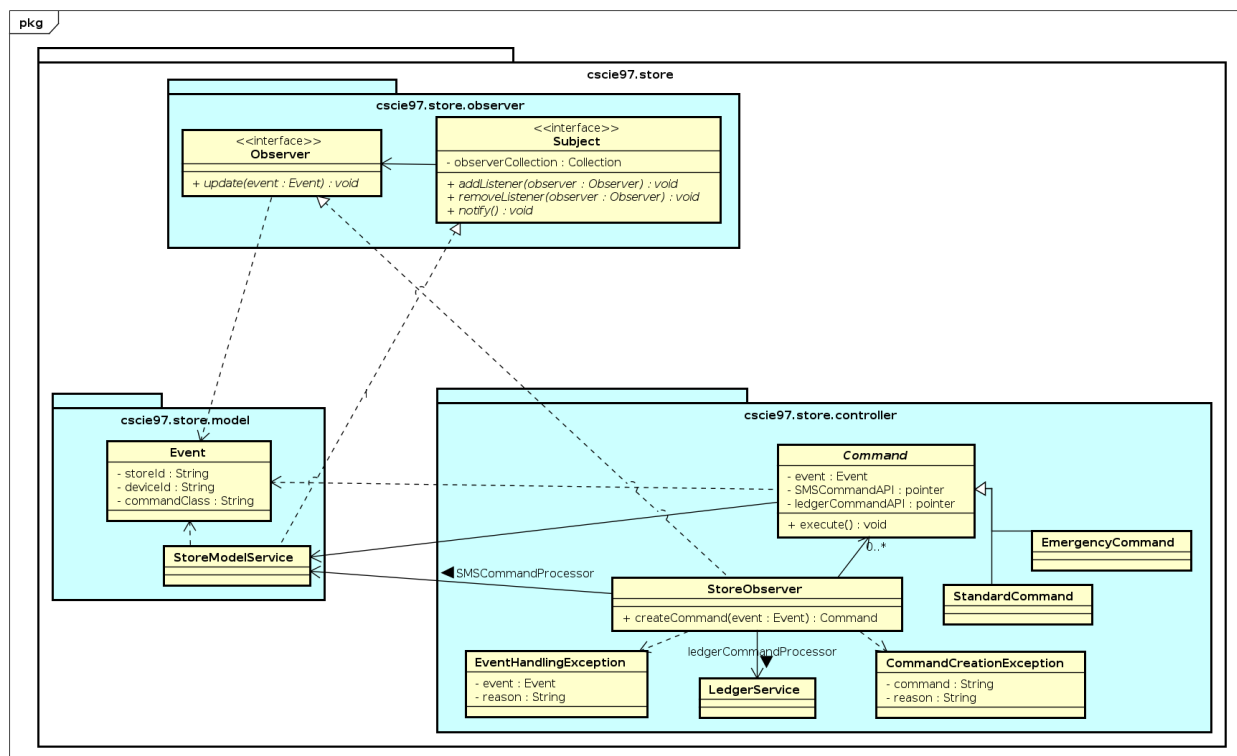 pkg
cscie97.store
cscie97.store.observer
<<interface>>
Observer
+ update(event : Event) : void
<<interface>>
Subject
- observerCollection : Collection
+ addListener(observer : Observer) : void
+ removeListener(observer : Observer) : void
+ notify() : void
cscie97.store.model
Event
- storeId : String
- deviceId : String
- commandClass : String
StoreModelService
cscie97.store.controller
Command
- event : Event
- SMSCommandAPI : pointer
- ledgerCommandAPI : pointer
+ execute() : void
0..*
EmergencyCommand
StandardCommand
SMSCommandProcessor
StoreObserver
+ createCommand(event : Event) : Command
ledgerCommandProcessor
EventHandlingException
- event : Event
- reason : String
LedgerService
CommandCreationException
- command : String
- reason : String